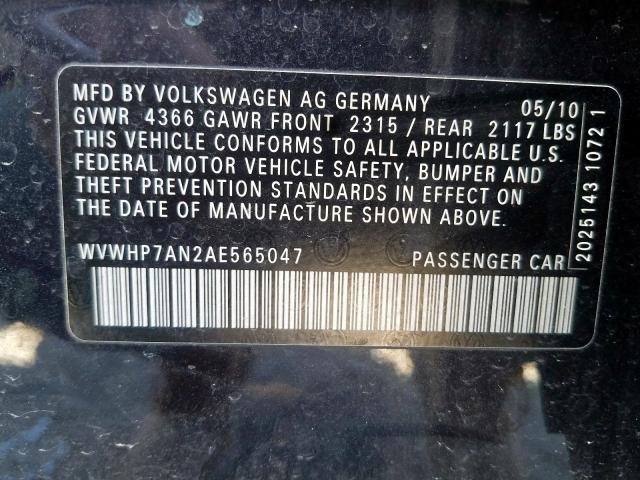 MFD BY VOLKSWAGEN AG GERMANY 05/10
GVWR 4366 GAWR FRONT 2315 / REAR 2117 LBS
THIS VEHICLE CONFORMS TO ALL APPLICABLE U.S.
FEDERAL MOTOR VEHICLE SAFETY, BUMPER AND
THEFT PREVENTION STANDARDS IN EFFECT ON
THE DATE OF MANUFACTURE SHOWN ABOVE.
WVWHP7AN2AE565047 PASSENGER CAR
2025143 1072 1